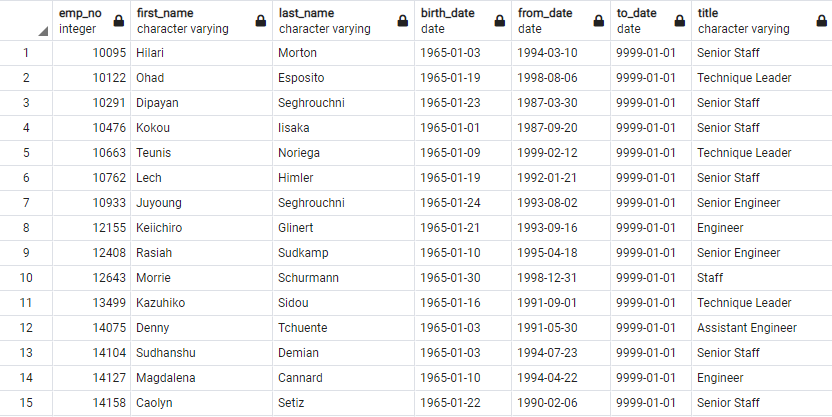 emp_no first_name last_name birth_date from_date to_date title
integer character varying character varying date date date character varying
1 10095 Hilari Morton 1965-01-03 1994-03-10 9999-01-01 Senior Staff
2 10122 Ohad Esposito 1965-01-19 1998-08-06 9999-01-01 Technique Leader
3 10291 Dipayan Seghrouchni 1965-01-23 1987-03-30 9999-01-01 Senior Staff
4 10476 Kokou Iisaka 1965-01-01 1987-09-20 9999-01-01 Senior Staff
5 10663 Teunis Noriega 1965-01-09 1999-02-12 9999-01-01 Technique Leader
6 10762 Lech Himler 1965-01-19 1992-01-21 9999-01-01 Senior Staff
7 10933 Juyoung Seghrouchni 1965-01-24 1993-08-02 9999-01-01 Senior Engineer
8 12155 Keiichiro Glinert 1965-01-21 1993-09-16 9999-01-01 Engineer
9 12408 Rasiah Sudkamp 1965-01-10 1995-04-18 9999-01-01 Senior Engineer
10 12643 Morrie Schurmann 1965-01-30 1998-12-31 9999-01-01 Staff
11 13499 Kazuhiko Sidou 1965-01-16 1991-09-01 9999-01-01 Technique Leader
12 14075 Denny Tchuente 1965-01-03 1991-05-30 9999-01-01 Assistant Engineer
13 14104 Sudhanshu Demian 1965-01-03 1994-07-23 9999-01-01 Senior Staff
14 14127 Magdalena Cannard 1965-01-10 1994-04-22 9999-01-01 Engineer
15 14158 Caolyn Setiz 1965-01-22 1990-02-06 9999-01-01 Senior Staff